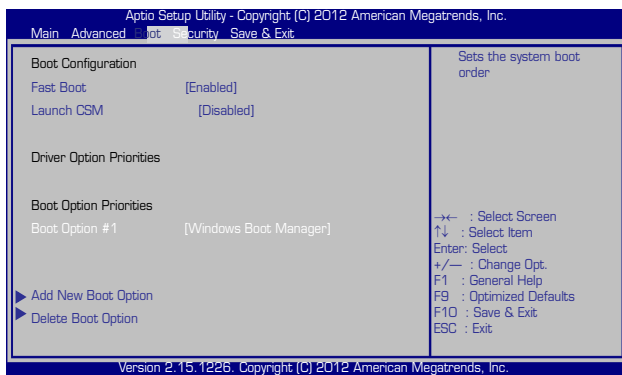 Aptio Setup Utility - Copyright (C) 2012 American Megatrends, Inc.
Main Advanced Boot Security Save & Exit
Boot Configuration
Fast Boot [Enabled]
Launch CSM [Disabled]
Driver Option Priorities
Boot Option Priorities
Boot Option #1 [Windows Boot Manager]
Add New Boot Option
Delete Boot Option
Sets the system boot
order
→← : Select Screen
↑↓ : Select Item
Enter: Select
+/— : Change Opt.
F1 : General Help
F9 : Optimized Defaults
F10 : Save & Exit
ESC : Exit
Version 2.15.1226. Copyright (C) 2012 American Megatrends, Inc.